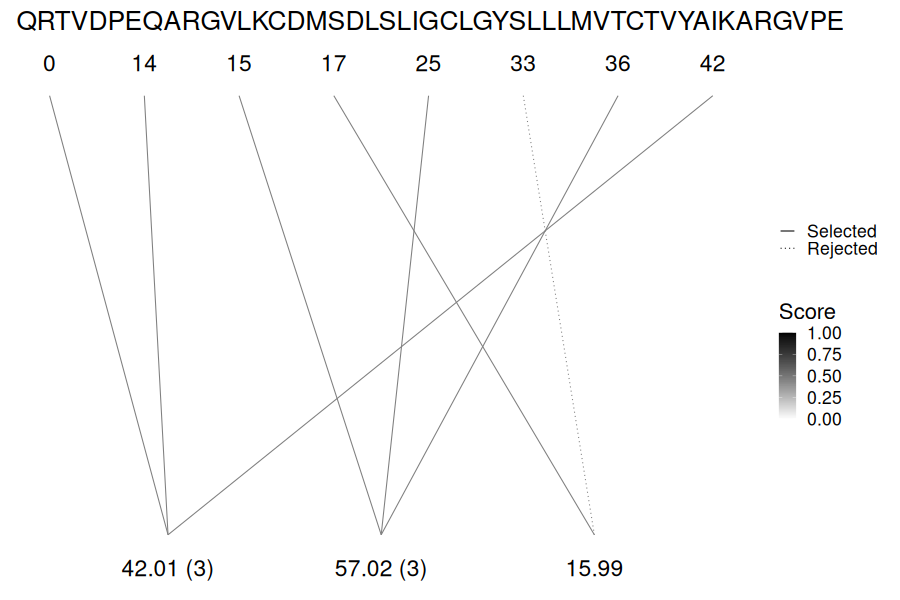 QRTVDPEQARGVLKCDMSDLSLIGCLGYSLLLMVTCTVYAIKARGVPE
0 14 15 17 25 33 36 42
Selected
Rejected
Score
1.00
0.75
0.50
0.25
0.00
42.01 (3) 57.02 (3) 15.99